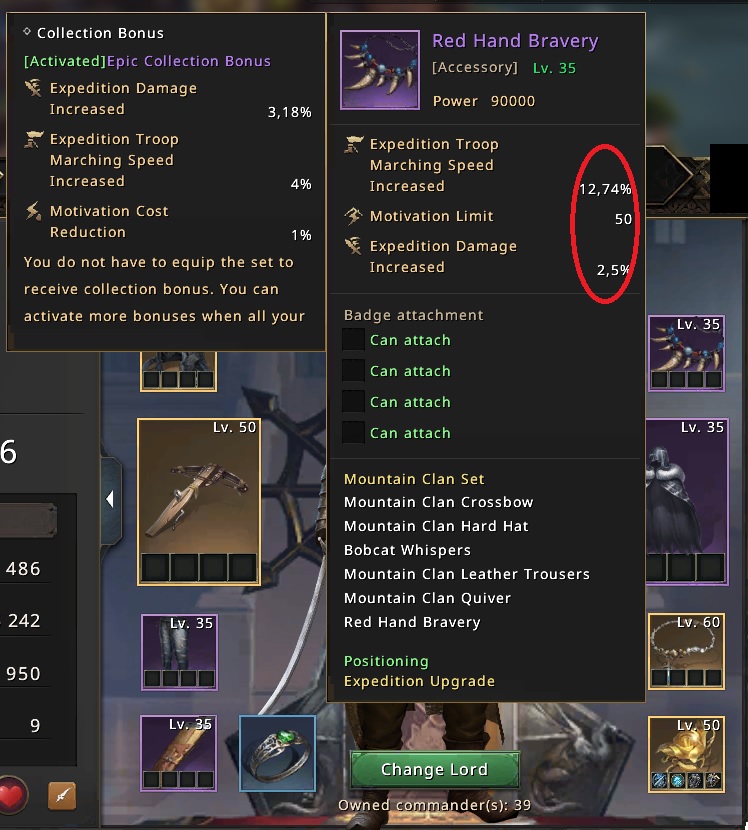 Collection Bonus
[Activated]Epic Collection Bonus
Expedition Damage
Increased 3,18%
Expedition Troop
Marching Speed
Increased 4%
Motivation Cost
Reduction 1%
You do not have to equip the set to
receive collection bonus. You can
activate more bonuses when all your
Red Hand Bravery
[Accessory] Lv. 35
Power 90000
Expedition Troop
Marching Speed
Increased 12,74%
Motivation Limit 50
Expedition Damage
Increased 2,5%
Badge attachment
Can attach
Can attach
Can attach
Can attach
Mountain Clan Set
Mountain Clan Crossbow
Mountain Clan Hard Hat
Bobcat Whispers
Mountain Clan Leather Trousers
Mountain Clan Quiver
Red Hand Bravery
Positioning
Expedition Upgrade
6
486
242
950
9
Lv. 50
Lv. 35
Lv. 35
Lv. 35
Lv. 35
Lv. 60
Lv. 50
Change Lord
Owned commander(s): 39